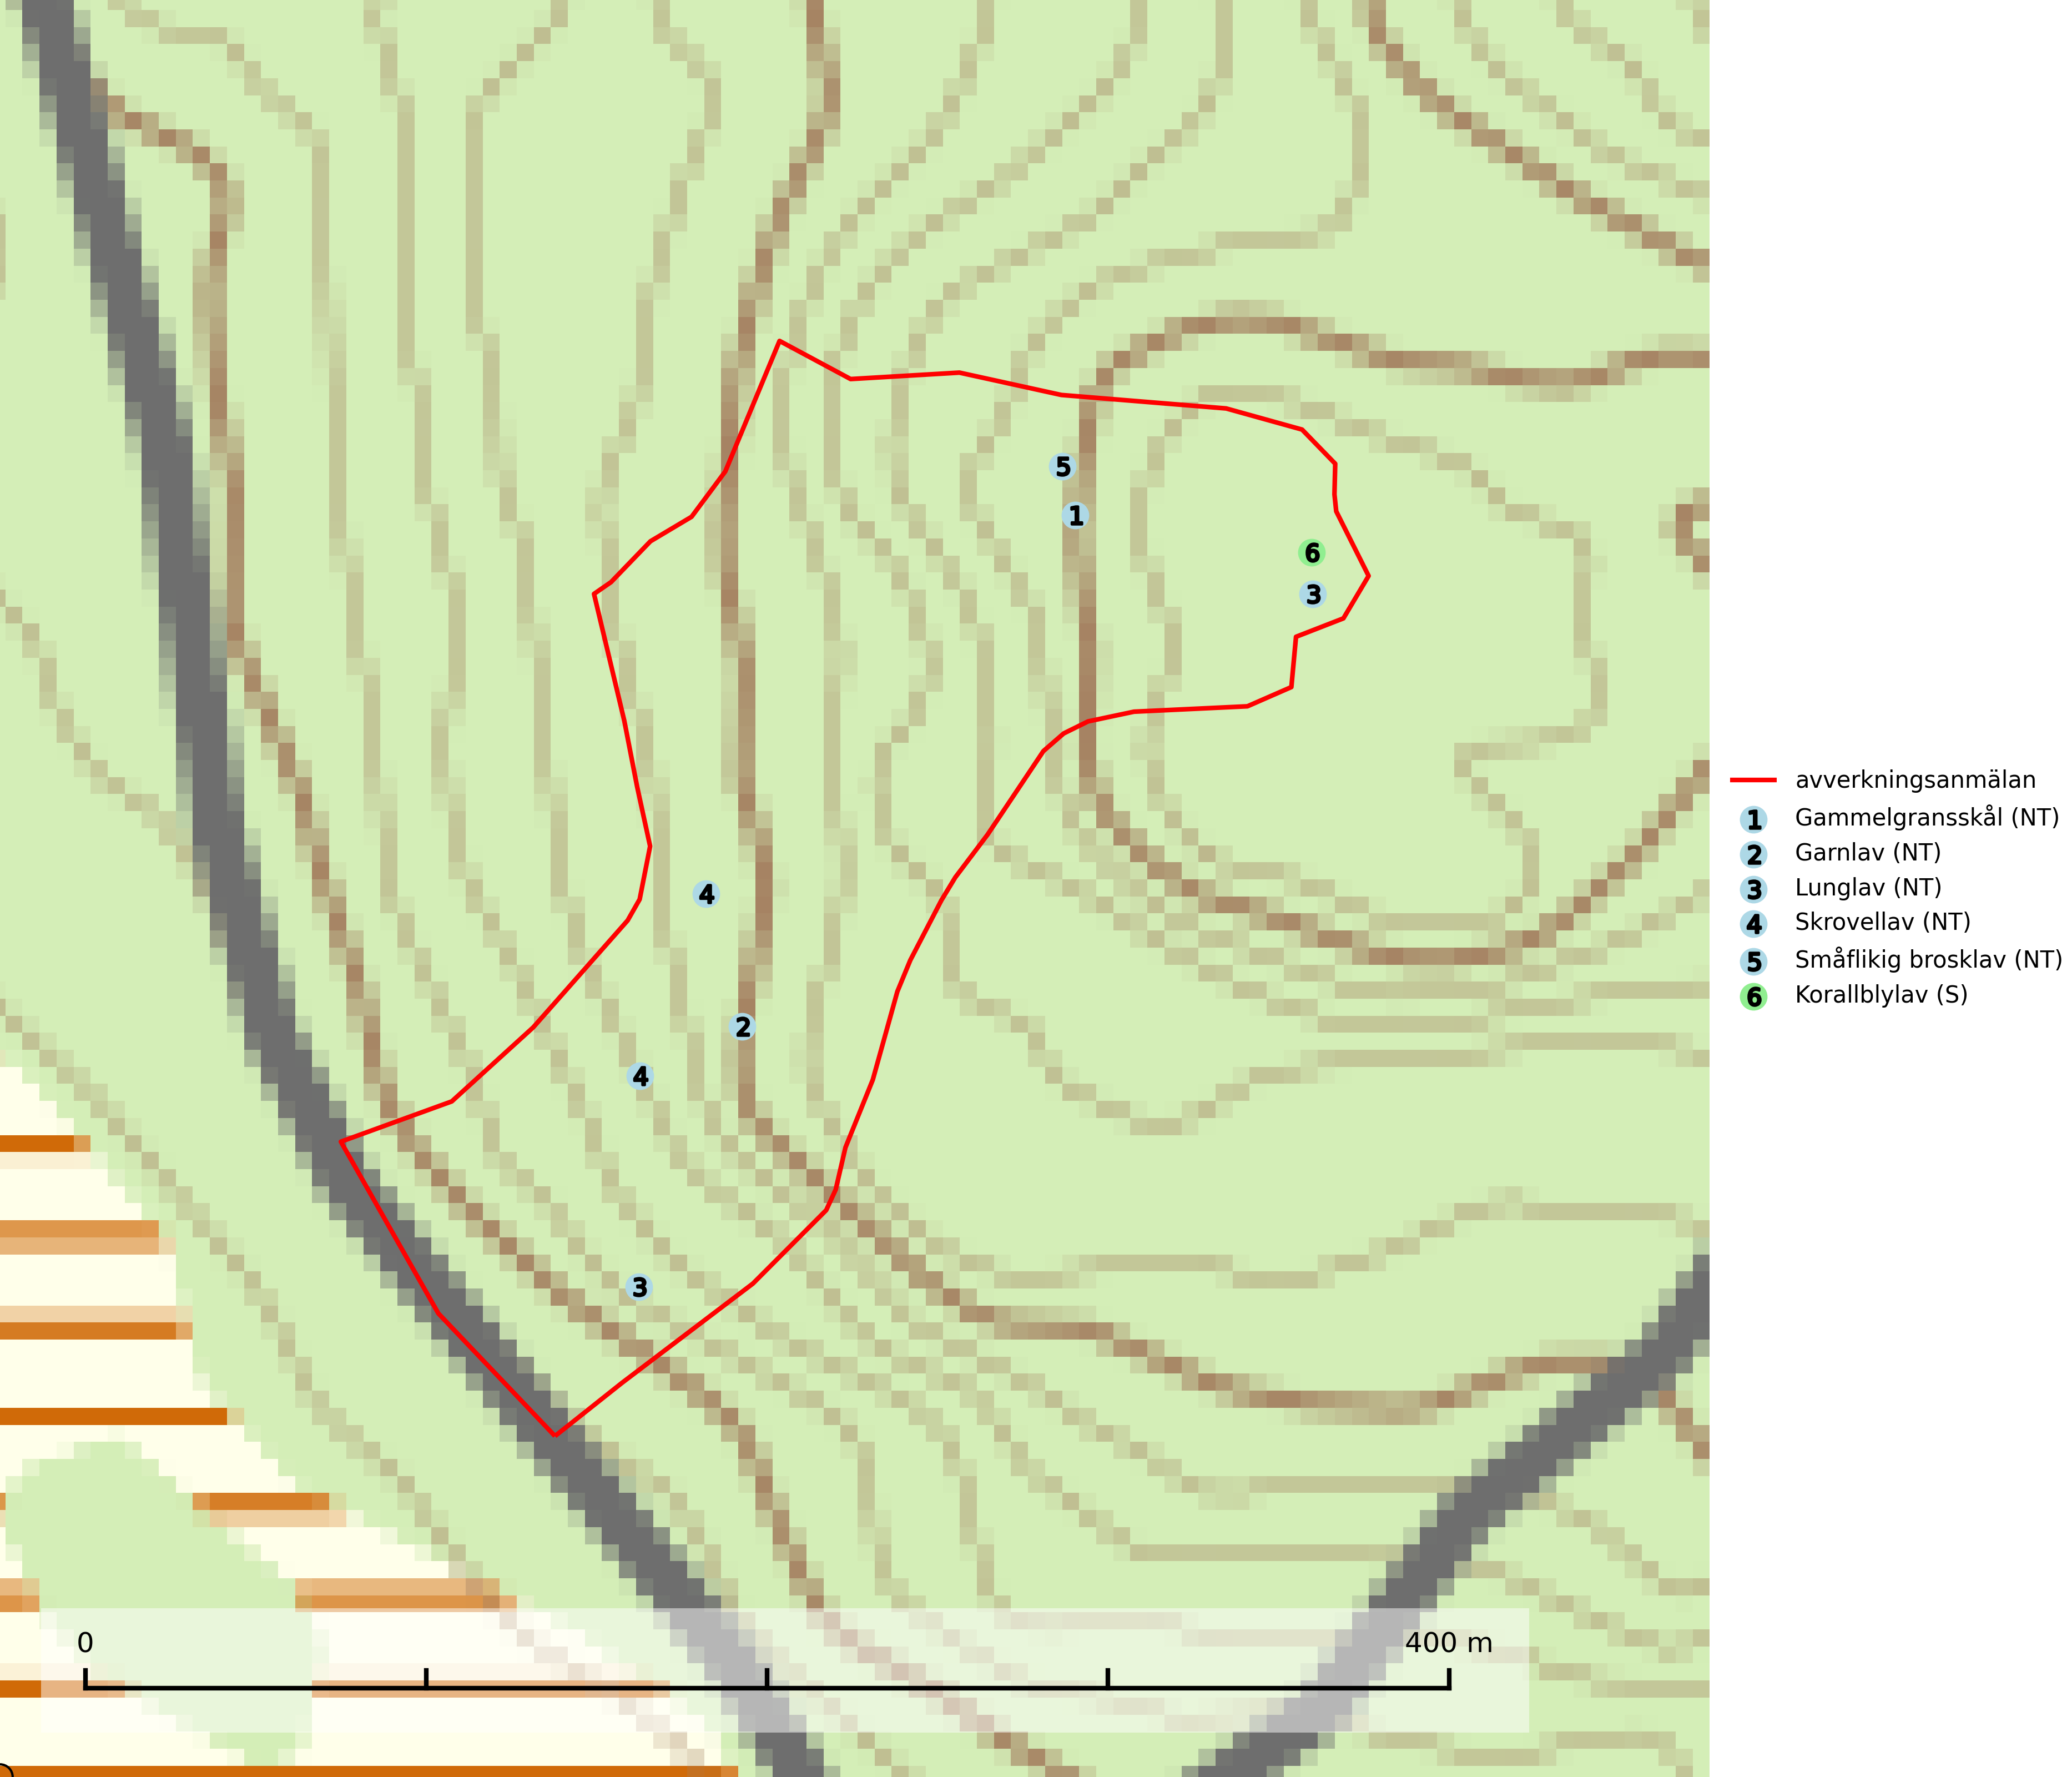 5
1
6
3
4
2
4
3
avverkningsanmälan
1 Gammelgransskål (NT)
2 Garnlav (NT)
3 Lunglav (NT)
4 Skrovellav (NT)
5 Småflikig brosklav (NT)
6 Korallblylav (S)
0 400 m